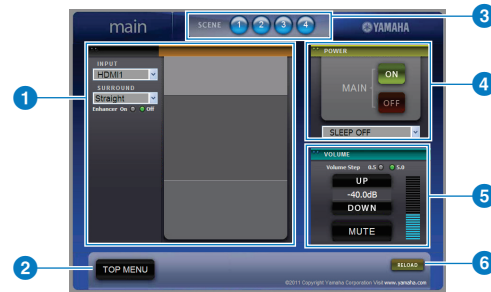 main
SCENE 1 2 3 4
YAMAHA
3
1
INPUT
HDMI1
SURROUND
Straight
Enhancer On Off
POWER
MAIN
ON
OFF
SLEEP OFF
4
VOLUME
Volume Step 0.5 5.0
UP
-40.0dB
DOWN
MUTE
5
2
TOP MENU
RELOAD
6
©2011 Copyright Yamaha Corporation Visit www.yamaha.com